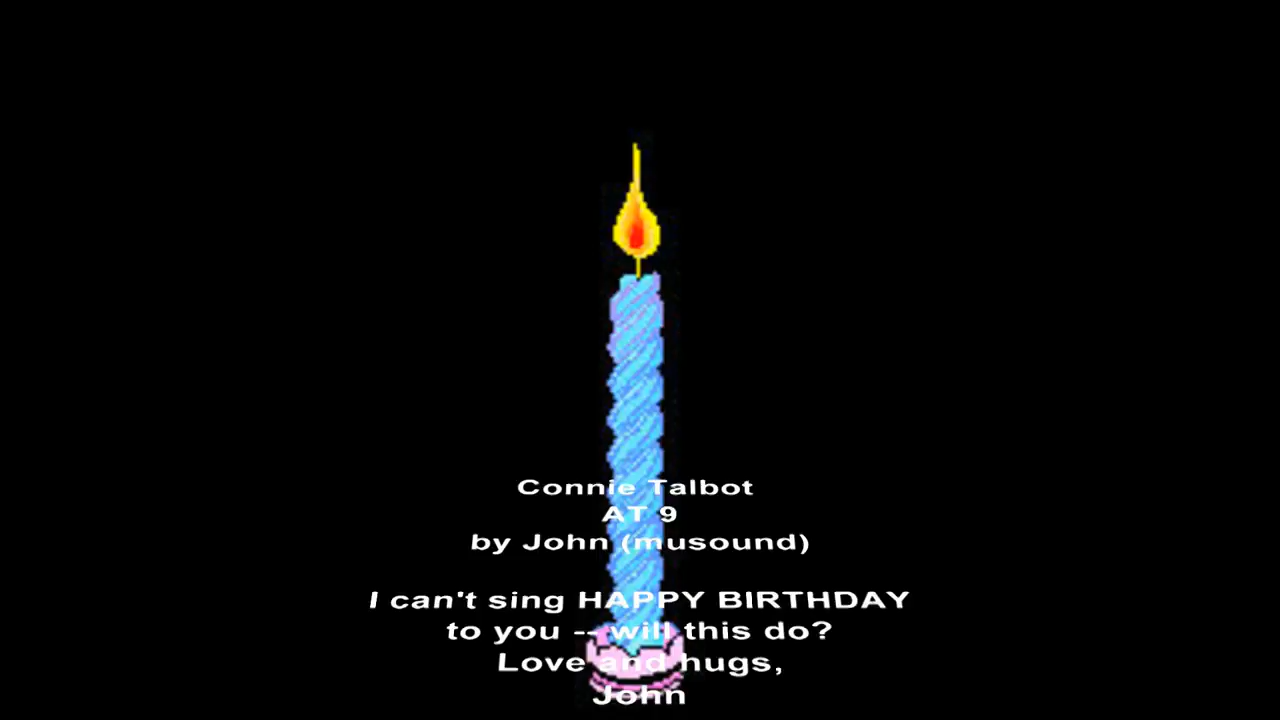 Connie Talbot
AT 9
by John (musound)
I can't sing HAPPY BIRTHDAY
to you -- will this do?
Love and hugs,
John